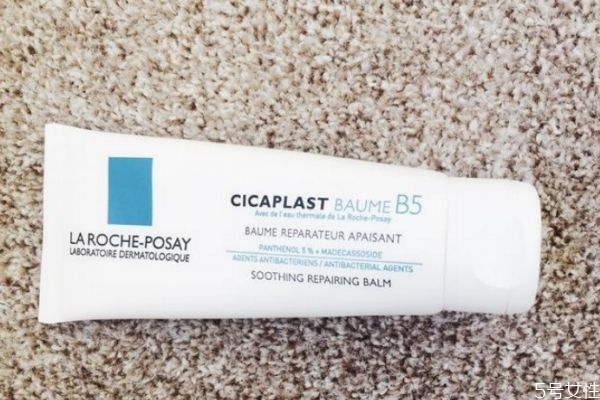 LA ROCHE-POSAY
LABORATOIRE DERMATOLOGIQUE
CICAPLAST BAUME B5
Avec de l'eau thermale de La Roche-Posay
BAUME REPARATEUR APAISANT
PANTHENOL 5 % + MADECASSOSIDE
AGENTS ANTIBACTERIENS / ANTIBACTERIAL AGENTS
SOOTHING REPAIRING BALM
5号女性